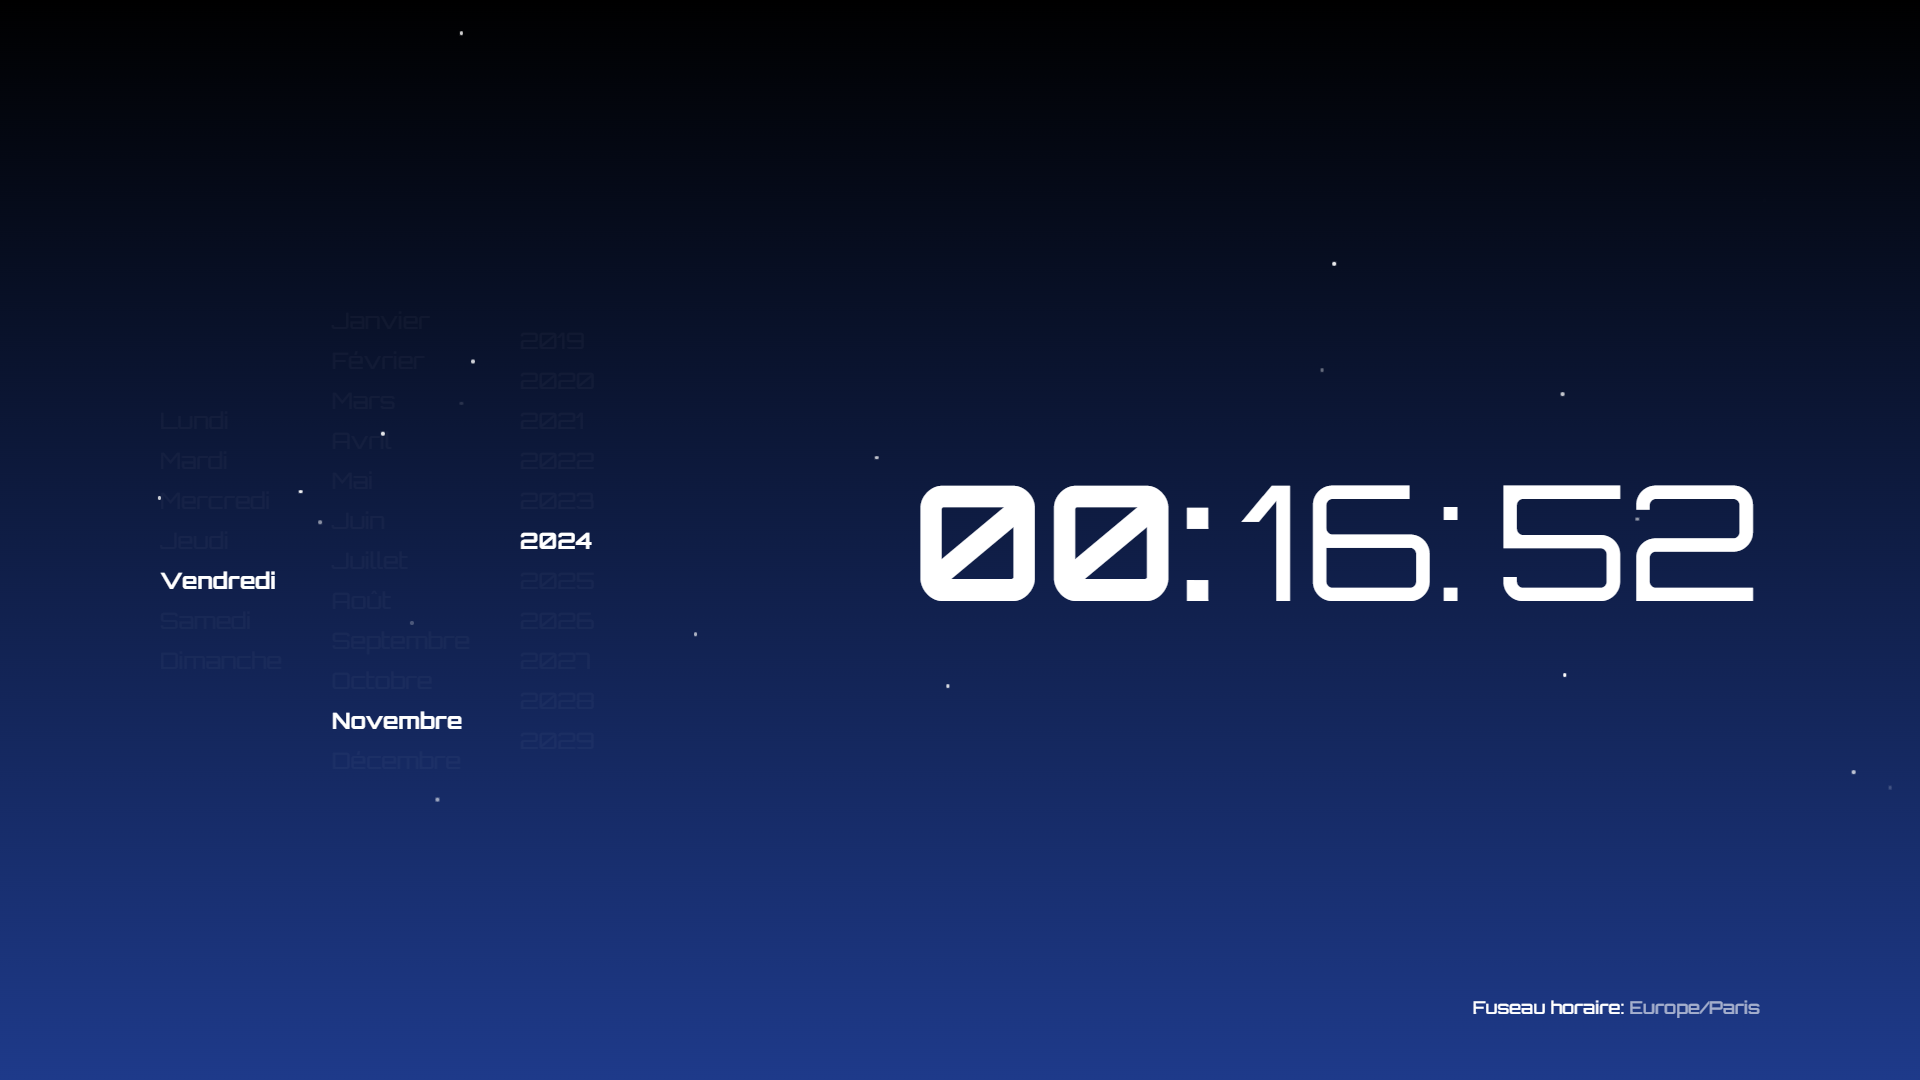 Lundi
Mardi
Mercredi
Jeudi
Vendredi
Samedi
Dimanche
Janvier
Février
Mars
Avril
Mai
Juin
Juillet
Août
Septembre
Octobre
Novembre
Décembre
2019
2020
2021
2022
2023
2024
2025
2026
2027
2028
2029
00:16:52
Fuseau horaire: Europe/Paris